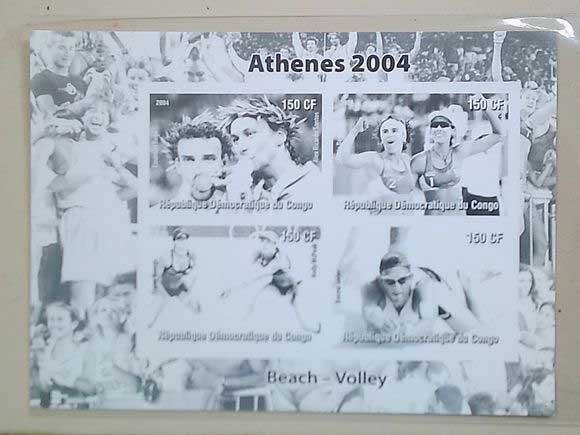 Athenes 2004
2004
150 CF
République Démocratique du Congo
150 CF
République Démocratique du Congo
150 CF
République Démocratique du Congo
150 CF
République Démocratique du Congo
Beach - Volley